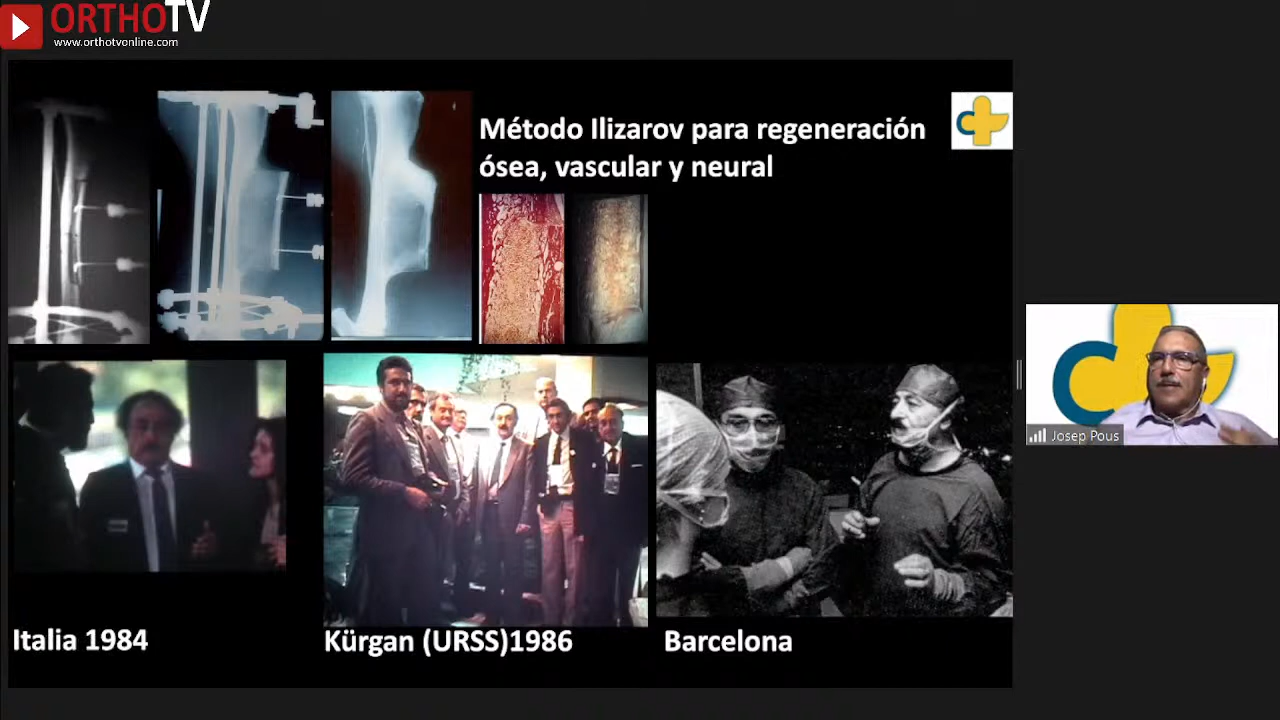 ORTHOTV
www.orthotvonline.com
Método Ilizarov para regeneración
ósea, vascular y neural
Josep Pous
Italia 1984
Kürgan (URSS)1986
Barcelona